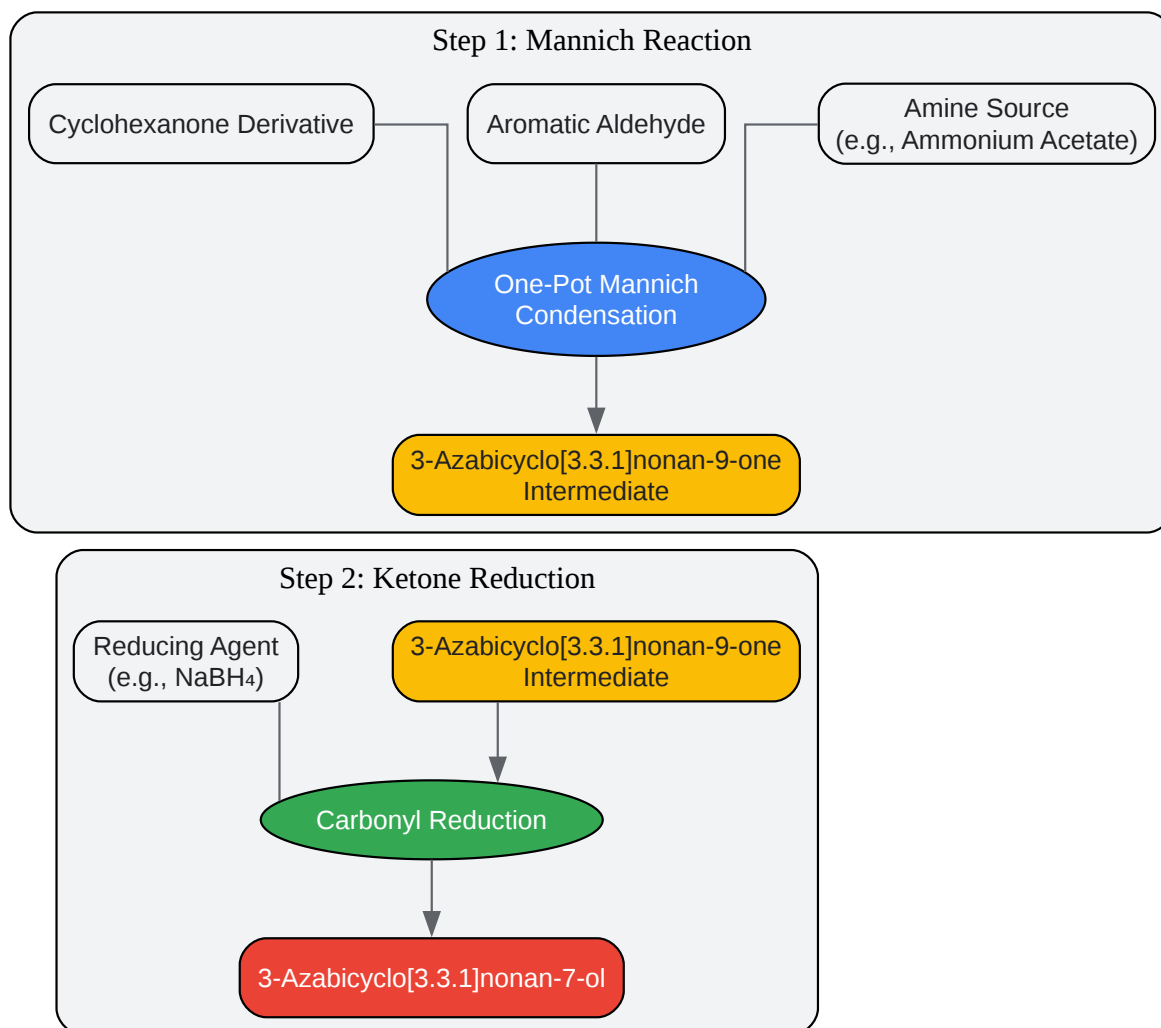 Step 1: Mannich Reaction
Cyclohexanone Derivative
Aromatic Aldehyde
Amine Source
(e.g., Ammonium Acetate)
One-Pot Mannich
Condensation
3-Azabicyclo[3.3.1]nonan-9-one
Intermediate
Step 2: Ketone Reduction
Reducing Agent
(e.g., NaBH₄)
3-Azabicyclo[3.3.1]nonan-9-one
Intermediate
Carbonyl Reduction
3-Azabicyclo[3.3.1]nonan-7-ol